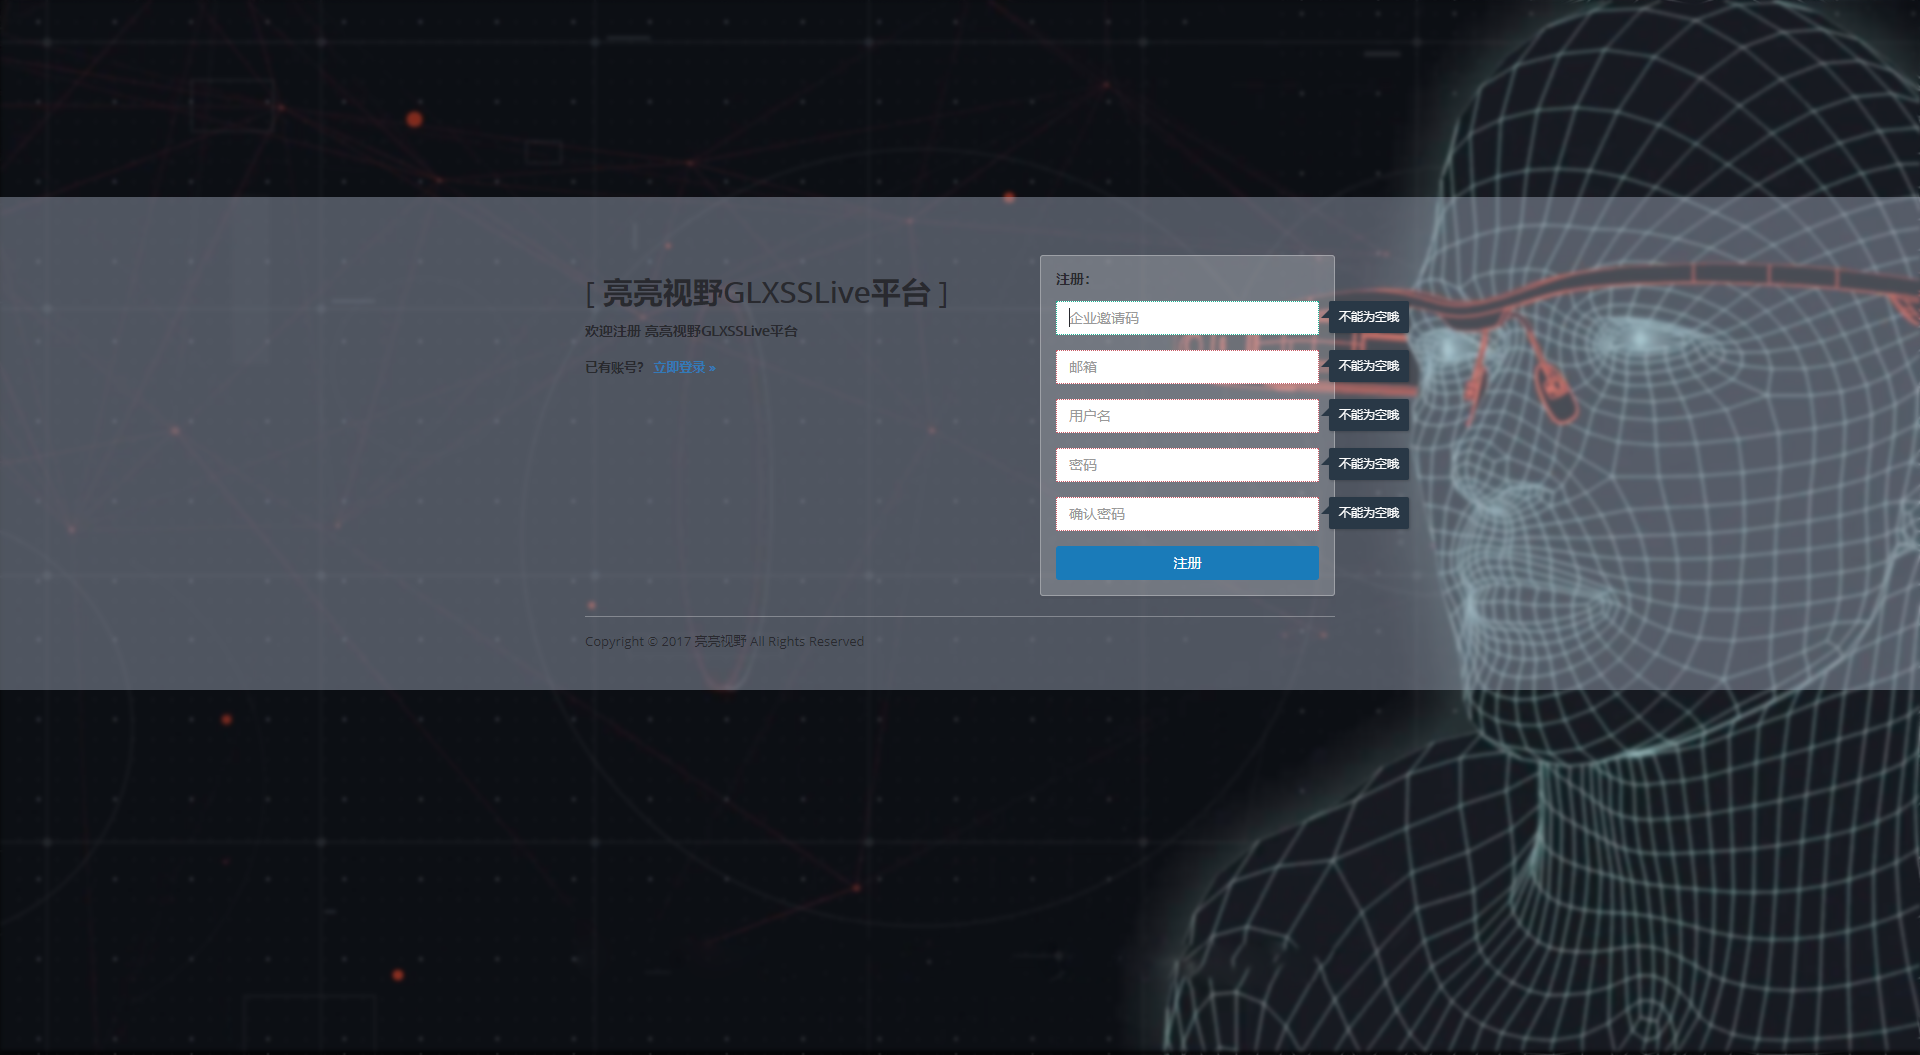 [ 亮亮视野GLXSSLive平台 ]
欢迎注册 亮亮视野GLXSSLive平台
已有账号? 立即登录 »
注册：
企业邀请码
不能为空哦
邮箱
不能为空哦
用户名
不能为空哦
密码
不能为空哦
确认密码
不能为空哦
注册
Copyright © 2017 亮亮视野 All Rights Reserved